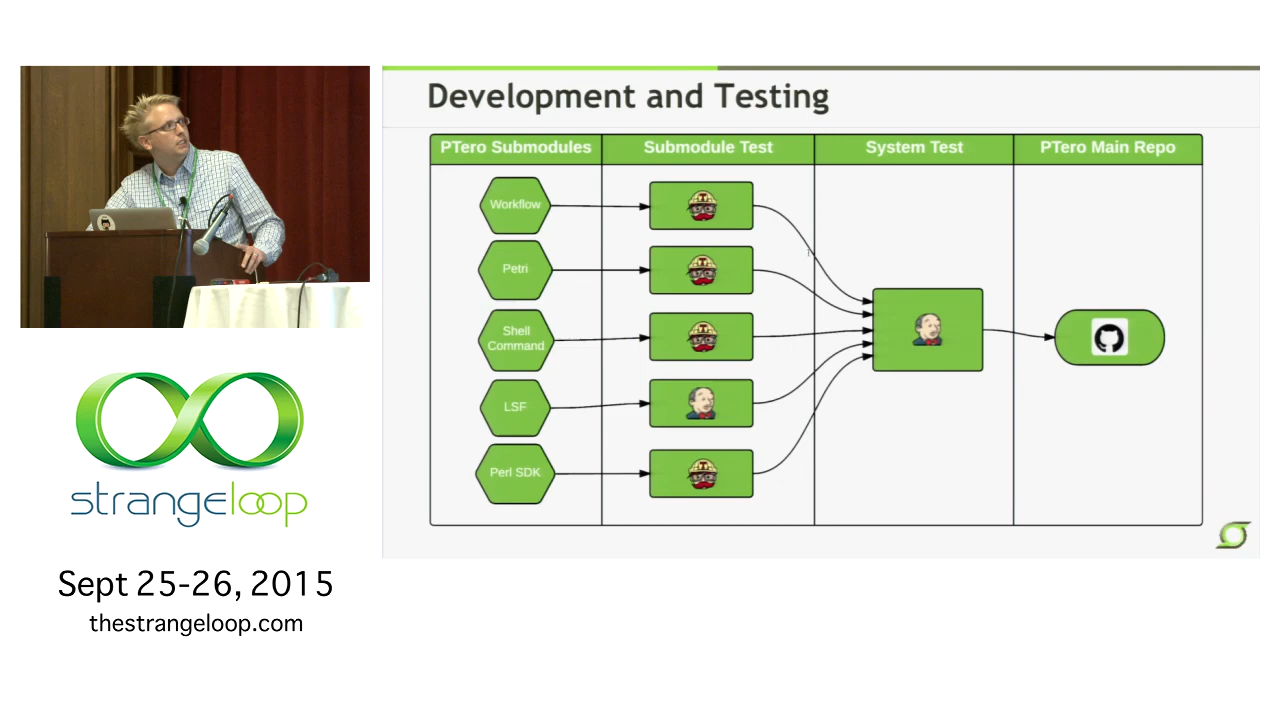 Development and Testing
PTero Submodules
Submodule Test
System Test
PTero Main Repo
Workflow
Petri
Shell
Command
LSF
Perl SDK
T
T
T
T
strangeloop
Sept 25-26, 2015
thestrangeloop.com